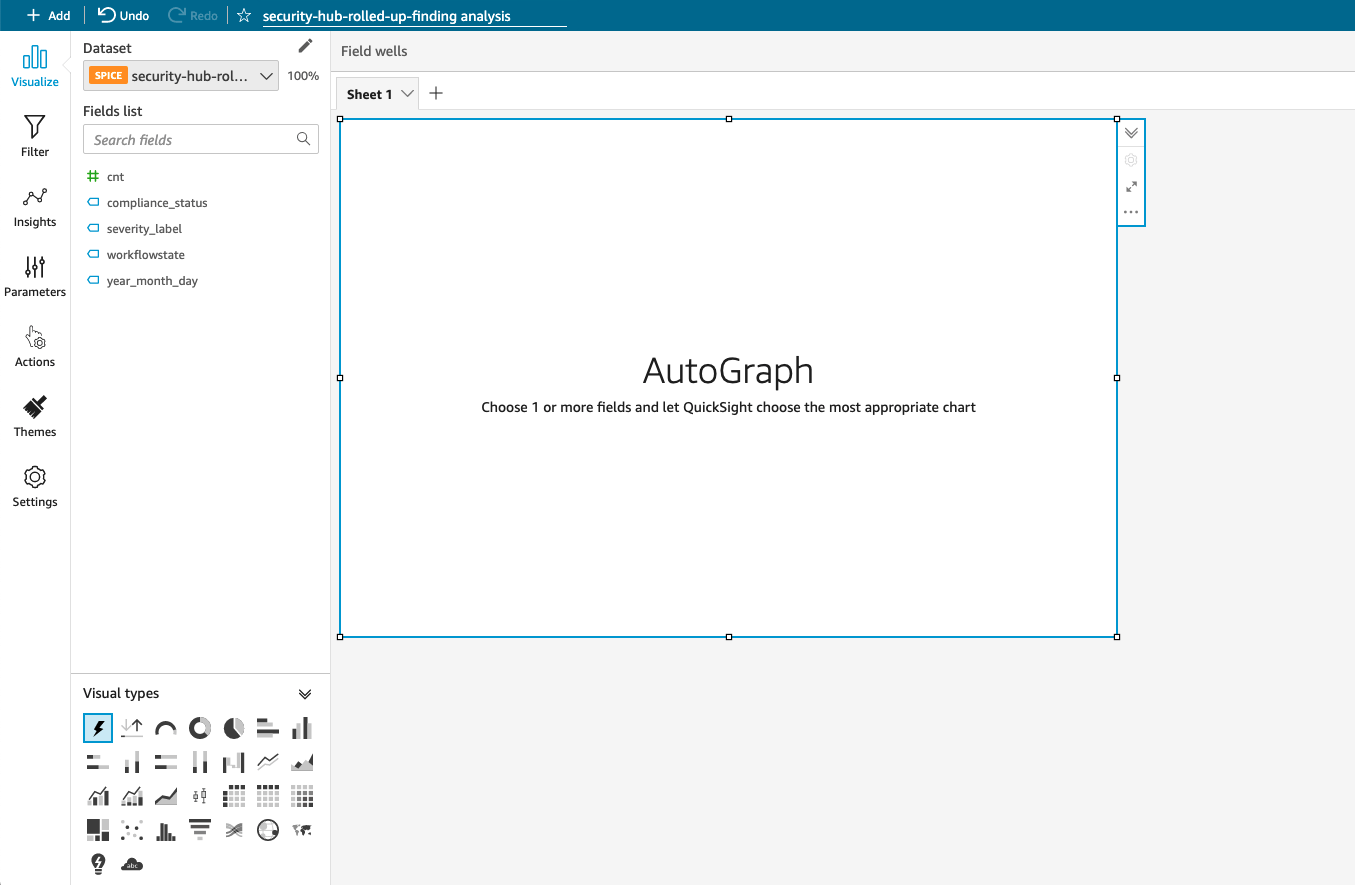 Add
Undo
Redo
security-hub-rolled-up-finding analysis
Visualize
Filter
Insights
Parameters
Actions
Themes
Settings
Dataset
SPICE security-hub-rol... 100%
Fields list
Search fields
cnt
compliance_status
severity_label
workflowstate
year_month_day
Visual types
abc
Field wells
Sheet 1
AutoGraph
Choose 1 or more fields and let QuickSight choose the most appropriate chart